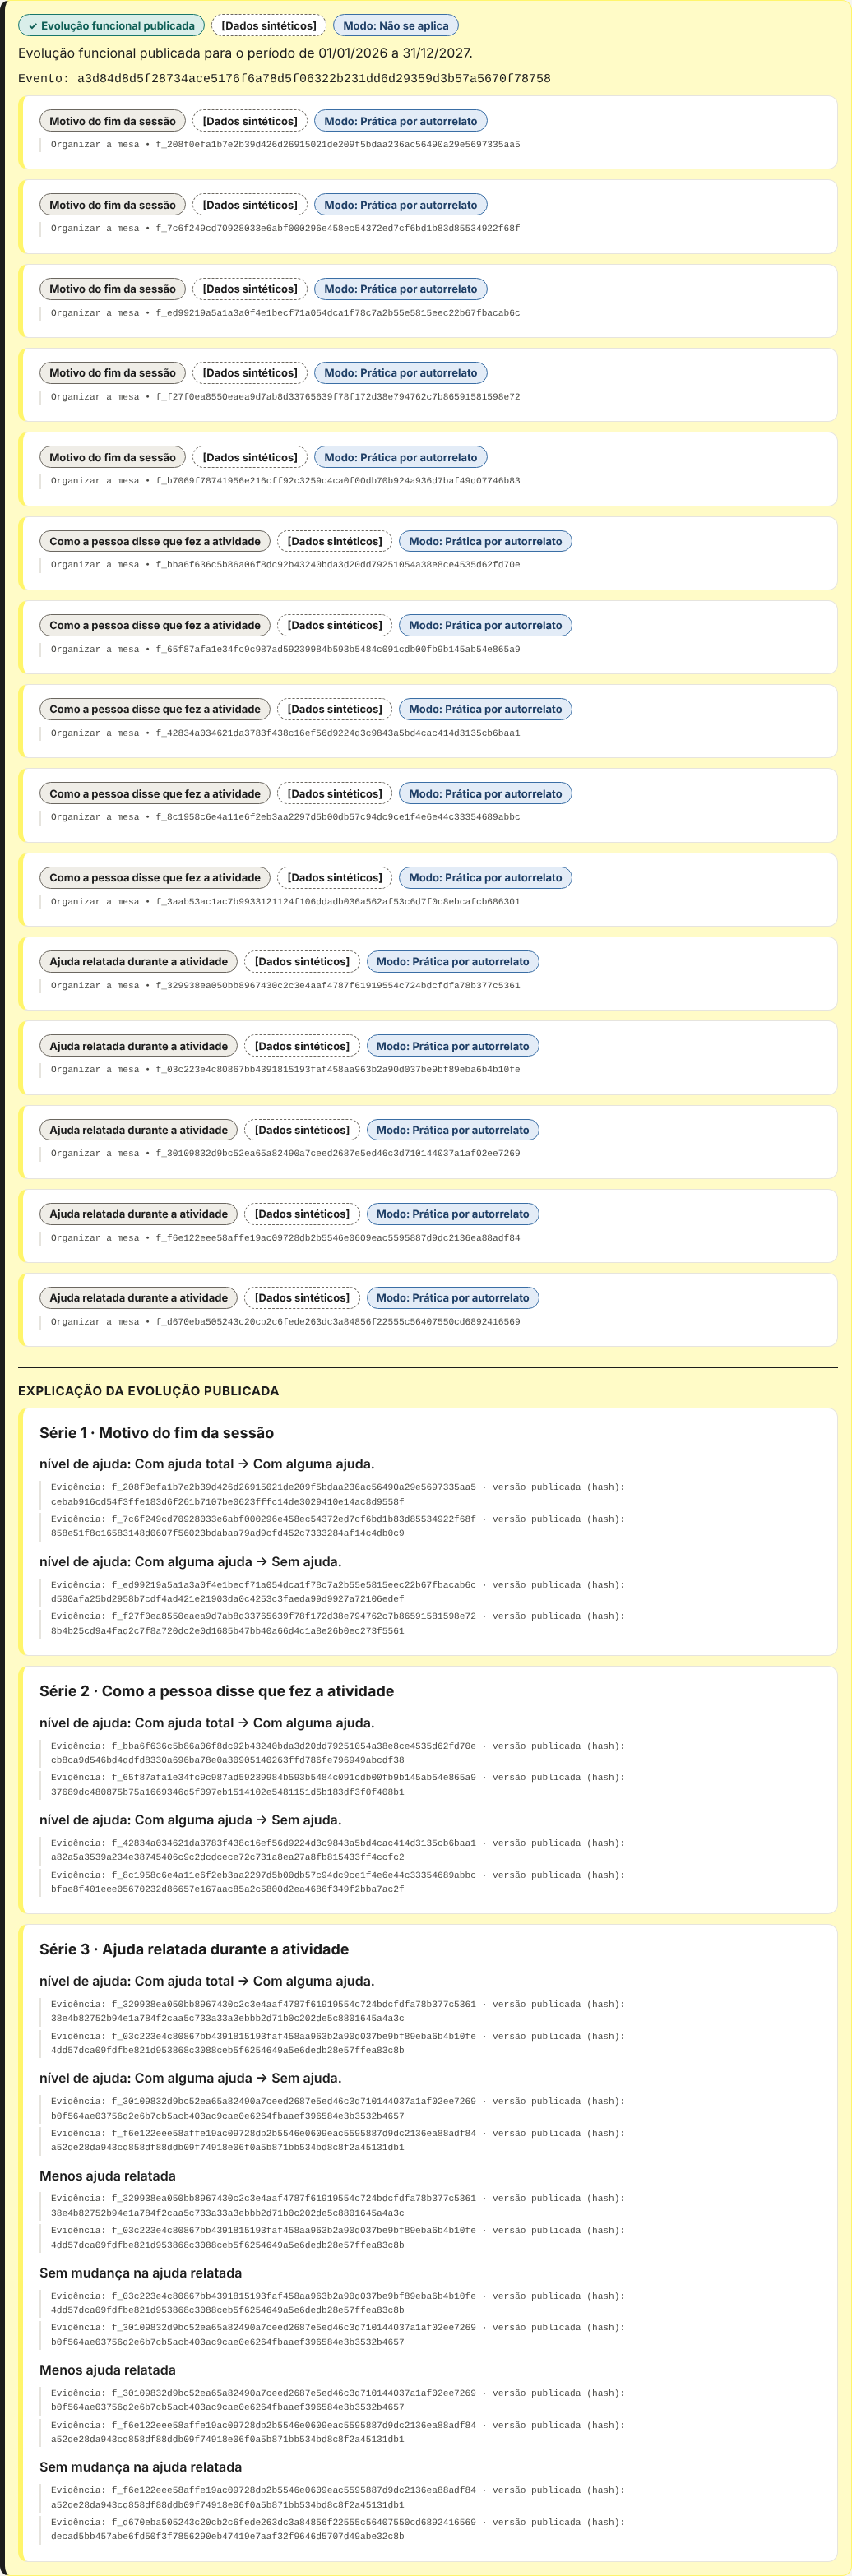 ✓ Evolução funcional publicada [Dados sintéticos] Modo: Não se aplica
Evolução funcional publicada para o período de 01/01/2026 a 31/12/2027.
Evento: a3d84d8d5f28734ace5176f6a78d5f06322b231dd6d29359d3b57a5670f78758
Motivo do fim da sessão [Dados sintéticos] Modo: Prática por autorrelato
Organizar a mesa • f_208f0efa1b7e2b39d426d26915021de209f5bdaa236ac56490a29e5697335aa5
Motivo do fim da sessão [Dados sintéticos] Modo: Prática por autorrelato
Organizar a mesa • f_7c6f249cd70928033e6abf000296e458ec54372ed7cf6bd1b83d85534922f68f
Motivo do fim da sessão [Dados sintéticos] Modo: Prática por autorrelato
Organizar a mesa • f_ed99219a5a1a3a0f4e1becf71a054dca1f78c7a2b55e5815eec22b67fbacab6c
Motivo do fim da sessão [Dados sintéticos] Modo: Prática por autorrelato
Organizar a mesa • f_f27f0ea8550eaea9d7ab8d33765639f78f172d38e794762c7b86591581598e72
Motivo do fim da sessão [Dados sintéticos] Modo: Prática por autorrelato
Organizar a mesa • f_b7069f78741956e216cff92c3259c4ca0f00db70b924a936d7baf49d07746b83
Como a pessoa disse que fez a atividade [Dados sintéticos] Modo: Prática por autorrelato
Organizar a mesa • f_bba6f636c5b86a06f8dc92b43240bda3d20dd79251054a38e8ce4535d62fd70e
Como a pessoa disse que fez a atividade [Dados sintéticos] Modo: Prática por autorrelato
Organizar a mesa • f_65f87afa1e34fc9c987ad59239984b593b5484c091cdb00fb9b145ab54e865a9
Como a pessoa disse que fez a atividade [Dados sintéticos] Modo: Prática por autorrelato
Organizar a mesa • f_42834a034621da3783f438c16ef56d9224d3c9843a5bd4cac414d3135cb6baa1
Como a pessoa disse que fez a atividade [Dados sintéticos] Modo: Prática por autorrelato
Organizar a mesa • f_8c1958c6e4a11e6f2eb3aa2297d5b00db57c94dc9ce1f4e6e44c33354689abbc
Como a pessoa disse que fez a atividade [Dados sintéticos] Modo: Prática por autorrelato
Organizar a mesa • f_3aab53ac1ac7b9933121124f106ddadb036a562af53c6d7f0c8ebcafcb686301
Ajuda relatada durante a atividade [Dados sintéticos] Modo: Prática por autorrelato
Organizar a mesa • f_329938ea050bb8967430c2c3e4aaf4787f61919554c724bdcfdfa78b377c5361
Ajuda relatada durante a atividade [Dados sintéticos] Modo: Prática por autorrelato
Organizar a mesa • f_03c223e4c80867bb4391815193faf458aa963b2a90d037be9bf89eba6b4b10fe
Ajuda relatada durante a atividade [Dados sintéticos] Modo: Prática por autorrelato
Organizar a mesa • f_30109832d9bc52ea65a82490a7ceed2687e5ed46c3d710144037a1af02ee7269
Ajuda relatada durante a atividade [Dados sintéticos] Modo: Prática por autorrelato
Organizar a mesa • f_f6e122eee58affe19ac09728db2b5546e0609eac5595887d9dc2136ea88adf84
Ajuda relatada durante a atividade [Dados sintéticos] Modo: Prática por autorrelato
Organizar a mesa • f_d670eba505243c20cb2c6fede263dc3a84856f22555c56407550cd6892416569
EXPLICAÇÃO DA EVOLUÇÃO PUBLICADA
Série 1 · Motivo do fim da sessão
nível de ajuda: Com ajuda total → Com alguma ajuda.
Evidência: f_208f0efa1b7e2b39d426d26915021de209f5bdaa236ac56490a29e5697335aa5 · versão publicada (hash):
cebab916cd54f3ffe183d6f261b7107be0623fffc14de3029410e14ac8d9558f
Evidência: f_7c6f249cd70928033e6abf000296e458ec54372ed7cf6bd1b83d85534922f68f · versão publicada (hash):
858e51f8c16583148d0607f56023bdabaa79ad9cfd452c7333284af14c4db0c9
nível de ajuda: Com alguma ajuda → Sem ajuda.
Evidência: f_ed99219a5a1a3a0f4e1becf71a054dca1f78c7a2b55e5815eec22b67fbacab6c · versão publicada (hash):
d500afa25bd2958b7cdf4ad421e21903da0c4253c3faeda99d9927a72106edef
Evidência: f_f27f0ea8550eaea9d7ab8d33765639f78f172d38e794762c7b86591581598e72 · versão publicada (hash):
8b4b25cd9a4fad2c7f8a720dc2e0d1685b47bb40a66d4c1a8e26b0ec273f5561
Série 2 · Como a pessoa disse que fez a atividade
nível de ajuda: Com ajuda total → Com alguma ajuda.
Evidência: f_bba6f636c5b86a06f8dc92b43240bda3d20dd79251054a38e8ce4535d62fd70e · versão publicada (hash):
cb8ca9d546bd4ddfd8330a696ba78e0a30905140263ffd786fe796949abcdf38
Evidência: f_65f87afa1e34fc9c987ad59239984b593b5484c091cdb00fb9b145ab54e865a9 · versão publicada (hash):
37689dc480875b75a1669346d5f097eb1514102e5481151d5b183df3f0f408b1
nível de ajuda: Com alguma ajuda → Sem ajuda.
Evidência: f_42834a034621da3783f438c16ef56d9224d3c9843a5bd4cac414d3135cb6baa1 · versão publicada (hash):
a82a5a3539a234e38745406c9c2dcdcece72c731a8ea27a8fb815433ff4ccfc2
Evidência: f_8c1958c6e4a11e6f2eb3aa2297d5b00db57c94dc9ce1f4e6e44c33354689abbc · versão publicada (hash):
bfae8f401eee05670232d86657e167aac85a2c5800d2ea4686f349f2bba7ac2f
Série 3 · Ajuda relatada durante a atividade
nível de ajuda: Com ajuda total → Com alguma ajuda.
Evidência: f_329938ea050bb8967430c2c3e4aaf4787f61919554c724bdcfdfa78b377c5361 · versão publicada (hash):
38e4b82752b94e1a784f2caa5c733a33a3ebbb2d71b0c202de5c8801645a4a3c
Evidência: f_03c223e4c80867bb4391815193faf458aa963b2a90d037be9bf89eba6b4b10fe · versão publicada (hash):
4dd57dca09fdfbe821d953868c3088ceb5f6254649a5e6dedb28e57ffea83c8b
nível de ajuda: Com alguma ajuda → Sem ajuda.
Evidência: f_30109832d9bc52ea65a82490a7ceed2687e5ed46c3d710144037a1af02ee7269 · versão publicada (hash):
b0f564ae03756d2e6b7cb5acb403ac9cae0e6264fbaaef396584e3b3532b4657
Evidência: f_f6e122eee58affe19ac09728db2b5546e0609eac5595887d9dc2136ea88adf84 · versão publicada (hash):
a52de28da943cd858df88ddb09f74918e06f0a5b871bb534bd8c8f2a45131db1
Menos ajuda relatada
Evidência: f_329938ea050bb8967430c2c3e4aaf4787f61919554c724bdcfdfa78b377c5361 · versão publicada (hash):
38e4b82752b94e1a784f2caa5c733a33a3ebbb2d71b0c202de5c8801645a4a3c
Evidência: f_03c223e4c80867bb4391815193faf458aa963b2a90d037be9bf89eba6b4b10fe · versão publicada (hash):
4dd57dca09fdfbe821d953868c3088ceb5f6254649a5e6dedb28e57ffea83c8b
Sem mudança na ajuda relatada
Evidência: f_03c223e4c80867bb4391815193faf458aa963b2a90d037be9bf89eba6b4b10fe · versão publicada (hash):
4dd57dca09fdfbe821d953868c3088ceb5f6254649a5e6dedb28e57ffea83c8b
Evidência: f_30109832d9bc52ea65a82490a7ceed2687e5ed46c3d710144037a1af02ee7269 · versão publicada (hash):
b0f564ae03756d2e6b7cb5acb403ac9cae0e6264fbaaef396584e3b3532b4657
Menos ajuda relatada
Evidência: f_30109832d9bc52ea65a82490a7ceed2687e5ed46c3d710144037a1af02ee7269 · versão publicada (hash):
b0f564ae03756d2e6b7cb5acb403ac9cae0e6264fbaaef396584e3b3532b4657
Evidência: f_f6e122eee58affe19ac09728db2b5546e0609eac5595887d9dc2136ea88adf84 · versão publicada (hash):
a52de28da943cd858df88ddb09f74918e06f0a5b871bb534bd8c8f2a45131db1
Sem mudança na ajuda relatada
Evidência: f_f6e122eee58affe19ac09728db2b5546e0609eac5595887d9dc2136ea88adf84 · versão publicada (hash):
a52de28da943cd858df88ddb09f74918e06f0a5b871bb534bd8c8f2a45131db1
Evidência: f_d670eba505243c20cb2c6fede263dc3a84856f22555c56407550cd6892416569 · versão publicada (hash):
decad5bb457abe6fd50f3f7856290eb47419e7aaf32f9646d5707d49abe32c8b